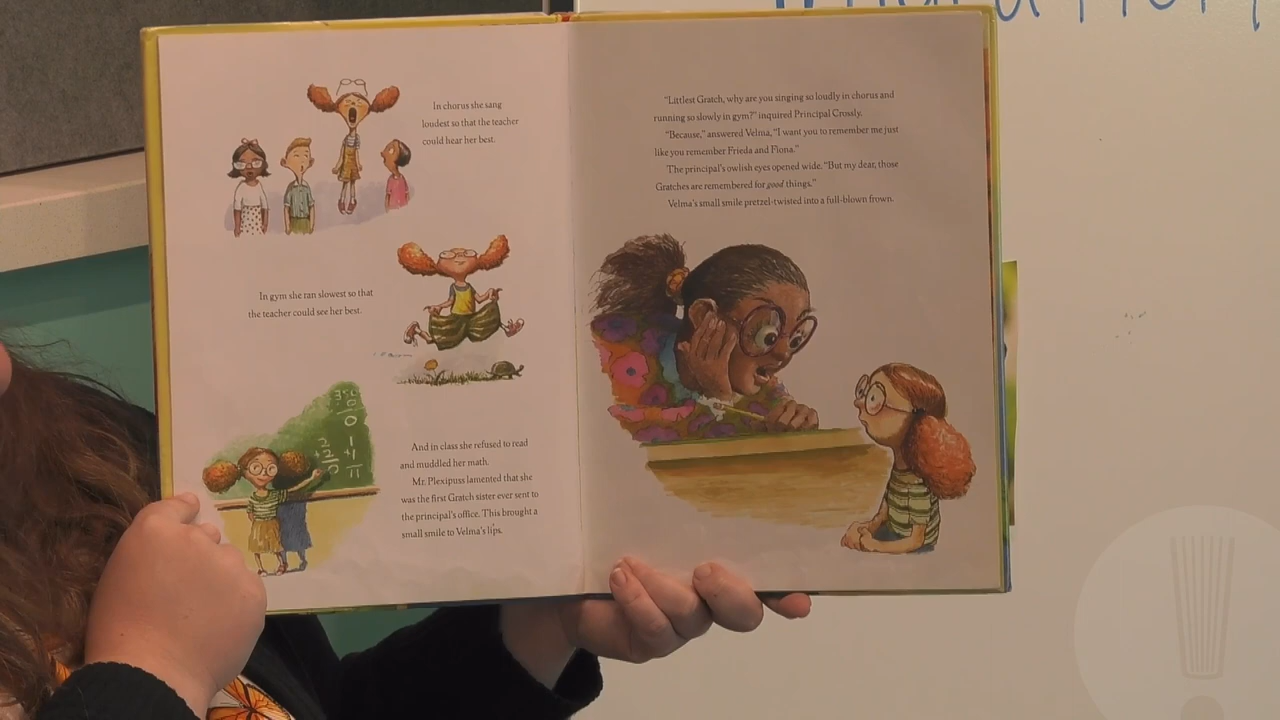 In chorus she sang
loudest so that the teacher
could hear her best.
In gym she ran slowest so that
the teacher could see her best.
And in class she refused to read
and muddled her math.
Mr. Plexipuss lamented that she
was the first Gratch sister ever sent to
the principal's office. This brought a
small smile to Velma's lips.
"Littlest Gratch, why are you singing so loudly in chorus and
running so slowly in gym?" inquired Principal Crossly.
"Because," answered Velma, "I want you to remember me just
like you remember Frieda and Fiona."
The principal's owlish eyes opened wide. "But my dear, those
Gratches are remembered for good things."
Velma's small smile pretzel-twisted into a full-blown frown.